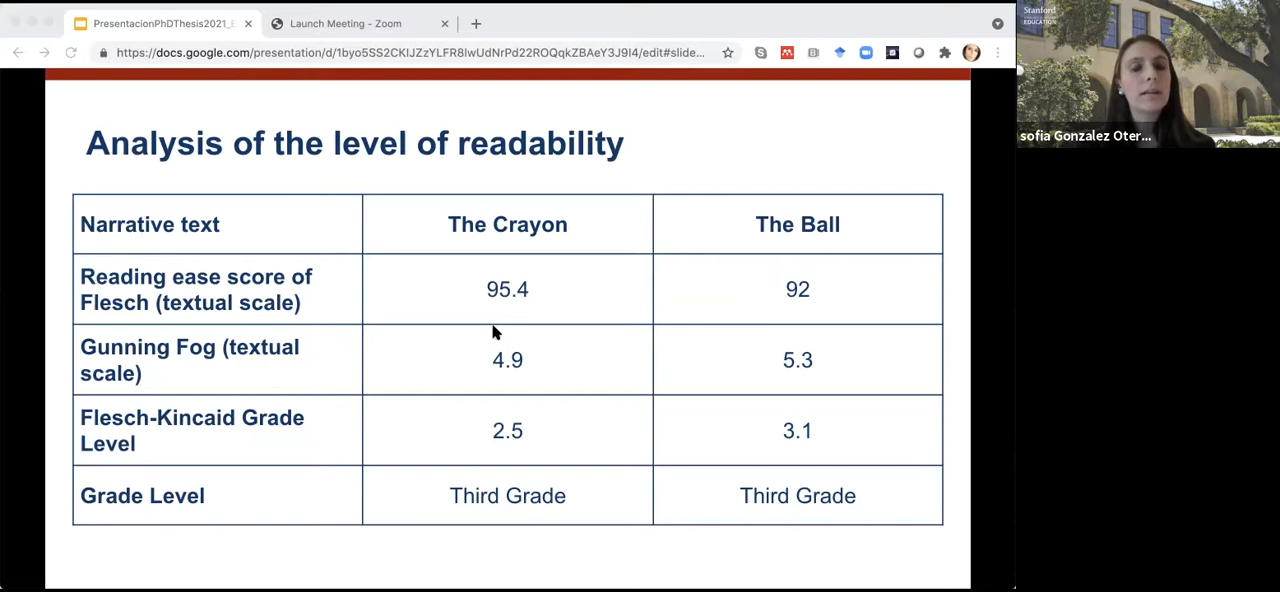 PresentacionPhDThesis2021_E
Launch Meeting - Zoom
https://docs.google.com/presentation/d/1byo5SS2CKIJZzYLFR8lwUdNrPd22ROQqkZBAeY3J9I4/edit#slide...
Stanford
EDUCATION
sofia Gonzalez Oter...
Analysis of the level of readability
Narrative text The Crayon The Ball
Reading ease score of
Flesch (textual scale) 95.4 92
Gunning Fog (textual
scale) 4.9 5.3
Flesch-Kincaid Grade
Level 2.5 3.1
Grade Level Third Grade Third Grade